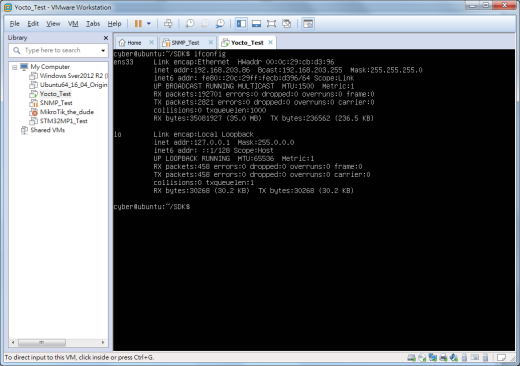 Yocto_Test - VMware Workstation
File Edit View VM Tabs Help
Library
Type here to search
My Computer
Windows Sver2012 R2 (
Ubuntu64_16_04_Origin
Yocto_Test
SNMP_Test
MikroTik_the_dude
STM32MP1_Test
Shared VMs
Home SNMP_Test Yocto_Test
cyber@ubuntu:~/SDK$ ifconfig
ens33 Link encap:Ethernet HWaddr 00:0c:29:cb:d3:96
inet addr:192.168.203.86 Bcast:192.168.203.255 Mask:255.255.255.0
inet6 addr: fe80::20c:29ff:fecb:d396/64 Scope:Link
UP BROADCAST RUNNING MULTICAST MTU:1500 Metric:1
RX packets:192701 errors:0 dropped:0 overruns:0 frame:0
TX packets:2821 errors:0 dropped:0 overruns:0 carrier:0
collisions:0 txqueuelen:1000
RX bytes:35081927 (35.0 MB) TX bytes:236562 (236.5 KB)
lo Link encap:Local Loopback
inet addr:127.0.0.1 Mask:255.0.0.0
inet6 addr: ::1/128 Scope:Host
UP LOOPBACK RUNNING MTU:65536 Metric:1
RX packets:458 errors:0 dropped:0 overruns:0 frame:0
TX packets:458 errors:0 dropped:0 overruns:0 carrier:0
collisions:0 txqueuelen:1
RX bytes:30268 (30.2 KB) TX bytes:30268 (30.2 KB)
cyber@ubuntu:~/SDK$
To direct input to this VM, click inside or press Ctrl+G.